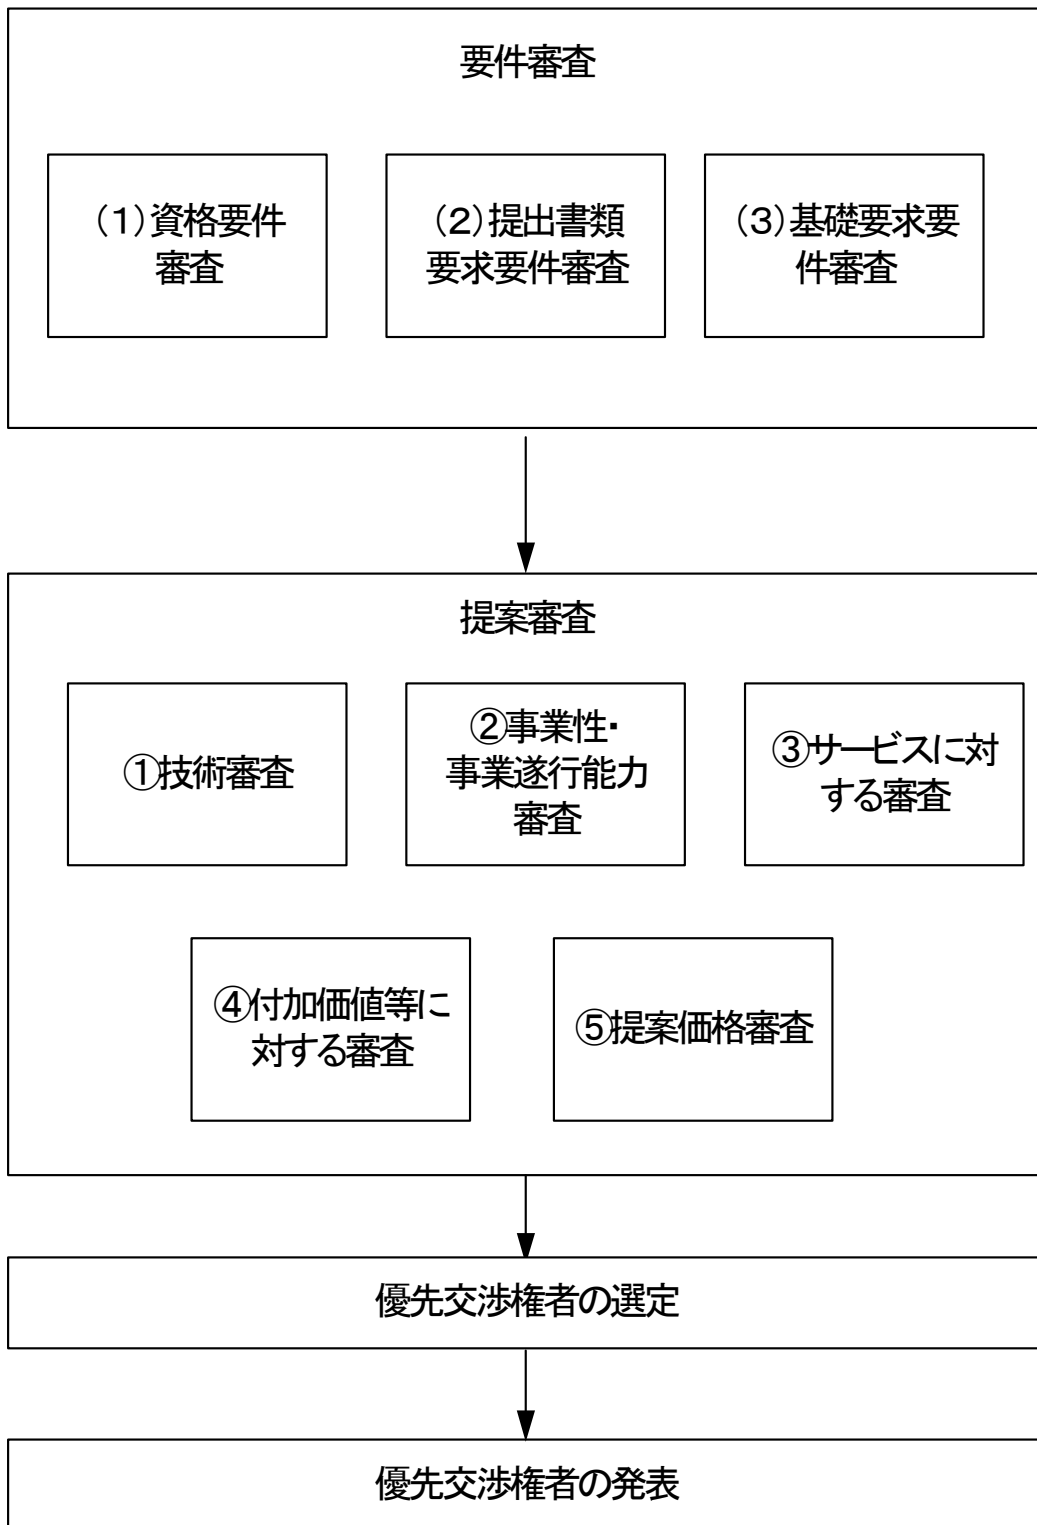 要件審査
（1）資格要件
審査
（2）提出書類
要求要件審査
（3）基礎要求要
件審査
提案審査
①技術審査
②事業性・
事業遂行能力
審査
③サービスに対
する審査
④付加価値等に
対する審査
⑤提案価格審査
優先交渉権者の選定
優先交渉権者の発表